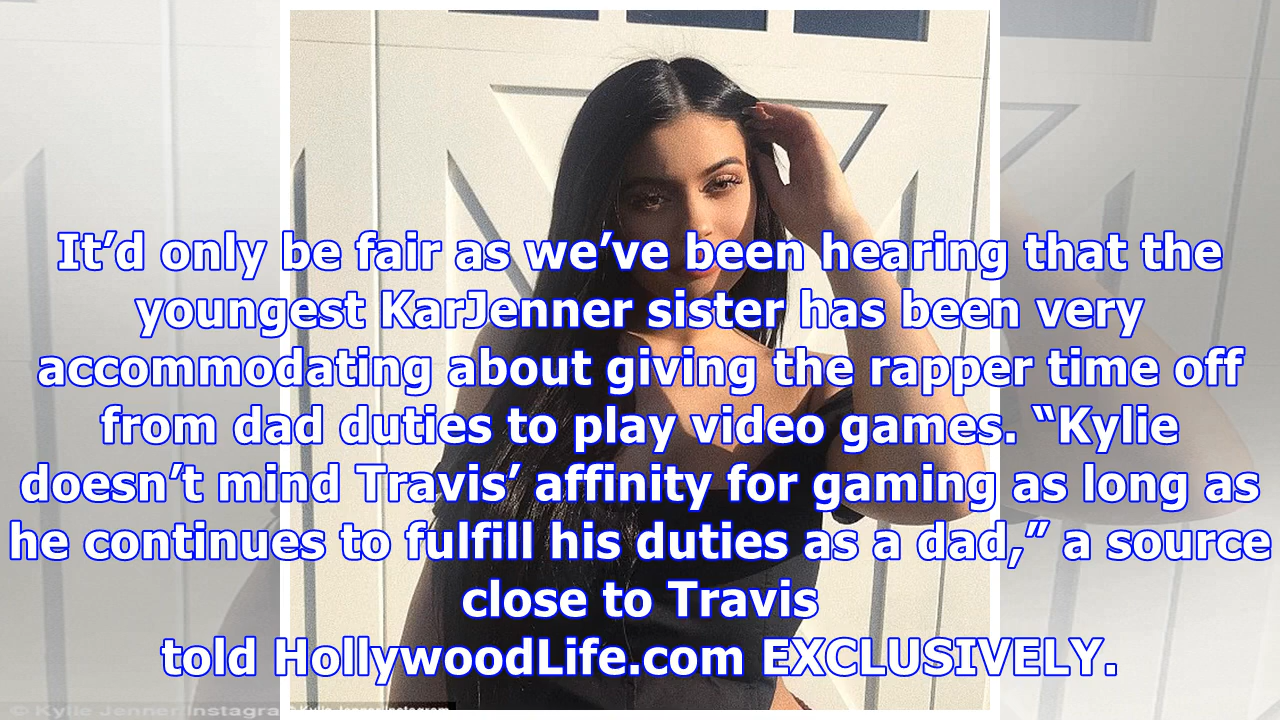 It’d only be fair as we’ve been hearing that the
youngest KarJenner sister has been very
accommodating about giving the rapper time off
from dad duties to play video games. “Kylie
doesn’t mind Travis’ affinity for gaming as long as
he continues to fulfill his duties as a dad,” a source
close to Travis
told HollywoodLife.com EXCLUSIVELY.
© Kylie Jenner Instagra
Kylie Jenner Instagram